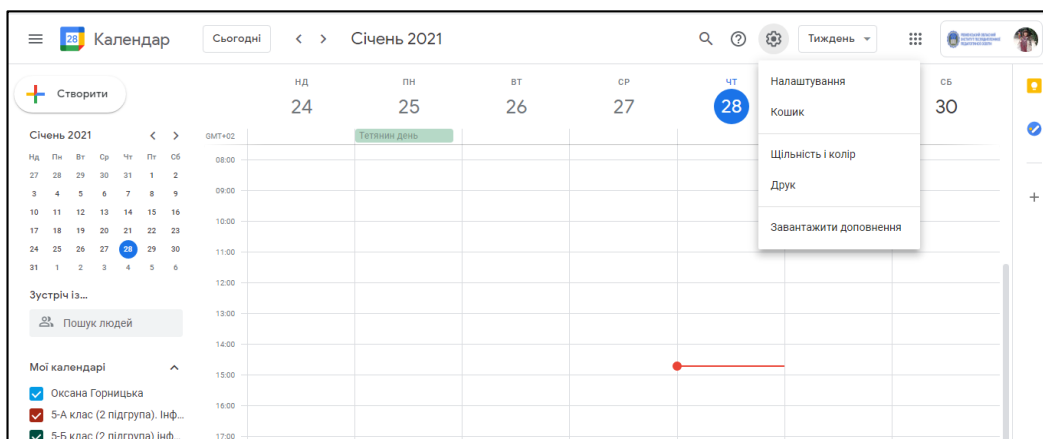 28 Календар Сьогодні Січень 2021 Тиждень
Створити
НД ПН ВТ СР ЧТ СБ
24 25 26 27 28 30
GMT+02 Тетянин день
Налаштування
Кошик
Щільність і колір
Друк
Завантажити доповнення
Січень 2021
Нд Пн Вт Ср Чт Пт Сб
27 28 29 30 31 1 2
3 4 5 6 7 8 9
10 11 12 13 14 15 16
17 18 19 20 21 22 23
24 25 26 27 28 29 30
31 1 2 3 4 5 6
08:00
09:00
10:00
11:00
12:00
13:00
14:00
15:00
16:00
17:00
Зустріч із...
Пошук людей
Мої календарі
Оксана Горницька
5-А клас (2 підгрупа). Інф...
5-Б клас (2 підгрупа) інф...